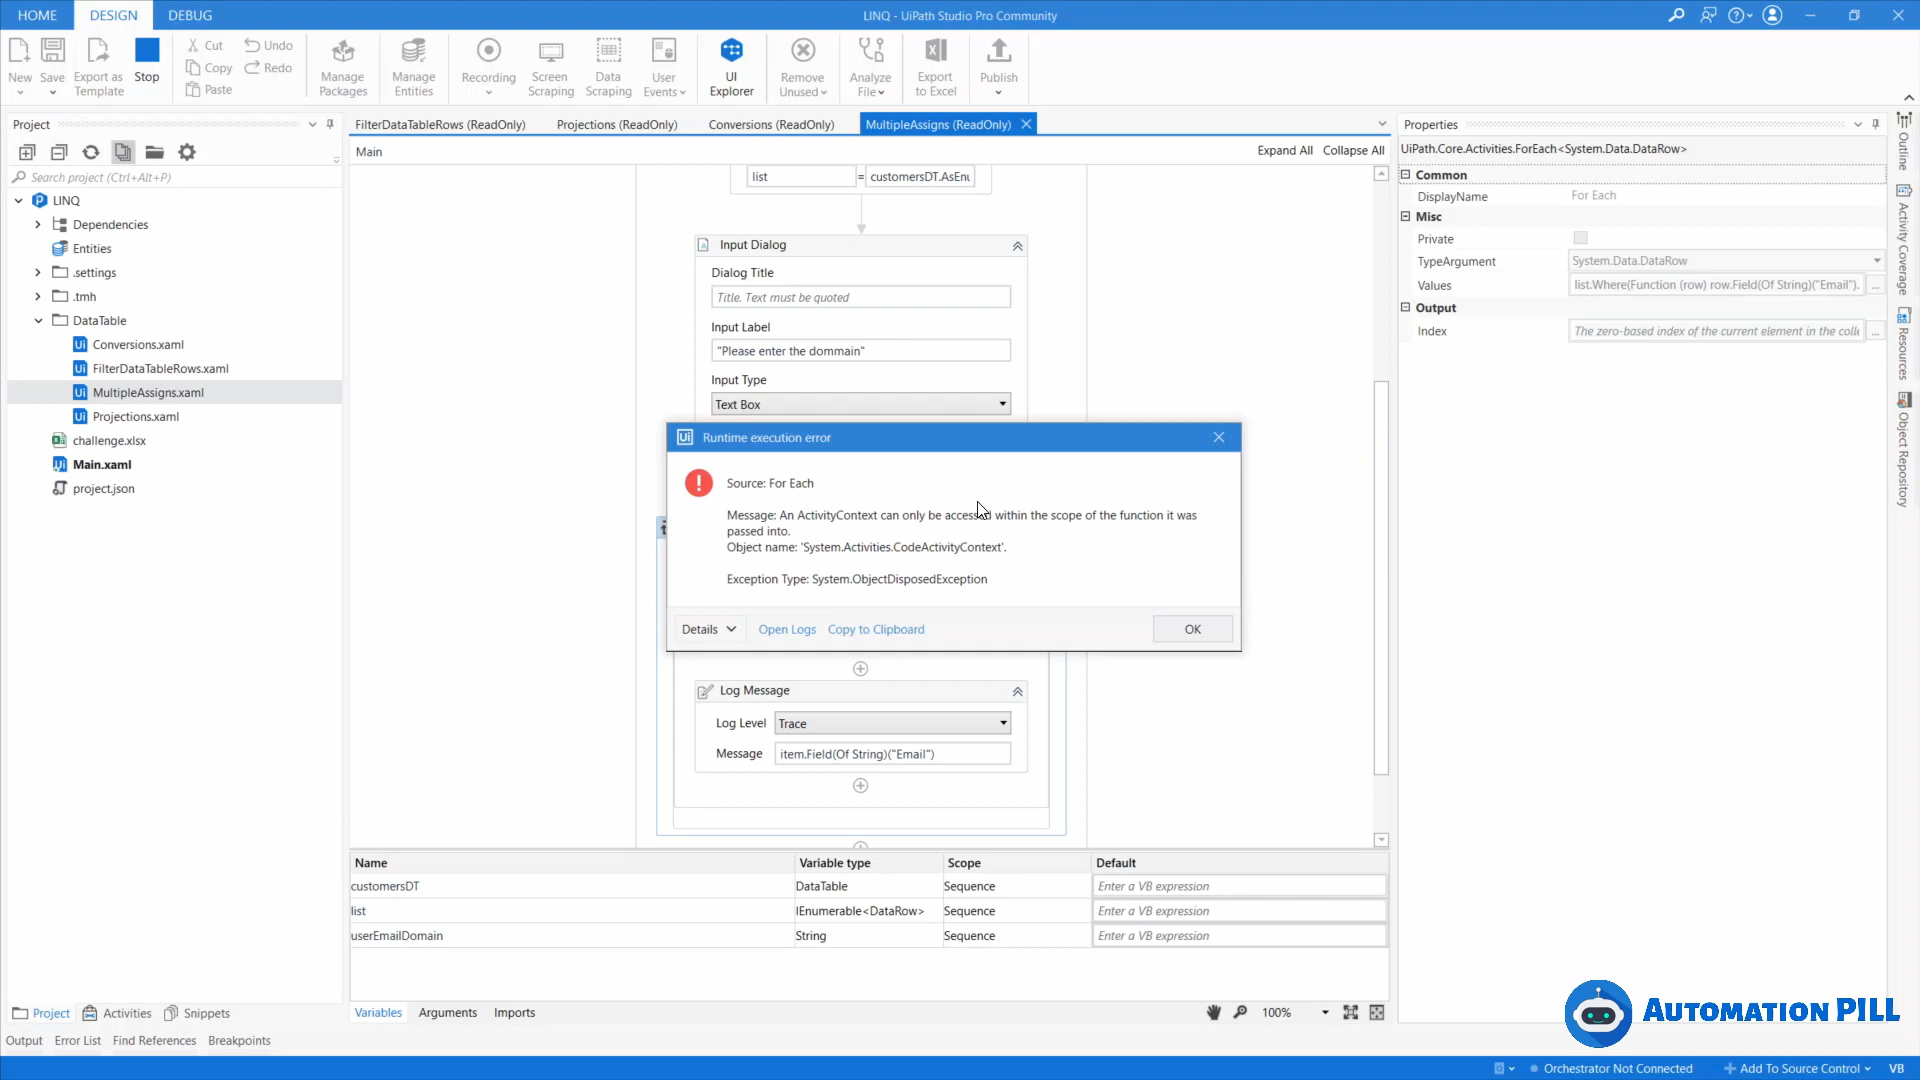 HOME
DESIGN
DEBUG
LINQ - UiPath Studio Pro Community
New
Save
Export as
Template
Stop
Cut
Copy
Paste
Undo
Redo
Manage
Packages
Manage
Entities
Recording
Screen
Scraping
Data
Scraping
User
Events
UI
Explorer
Remove
Unused
Analyze
File
Export
to Excel
Publish
Project
Search project (Ctrl+Alt+P)
LINQ
Dependencies
Entities
.settings
.tmh
DataTable
Conversions.xaml
FilterDataTableRows.xaml
MultipleAssigns.xaml
Projections.xaml
challenge.xlsx
Main.xaml
project.json
FilterDataTableRows (ReadOnly)
Projections (ReadOnly)
Conversions (ReadOnly)
MultipleAssigns (ReadOnly)
Main
Expand All
Collapse All
list
=
customersDT.AsEnu
Input Dialog
Dialog Title
Title. Text must be quoted
Input Label
"Please enter the dommain"
Input Type
Text Box
Ui Runtime execution error
Source: For Each
Message: An ActivityContext can only be accessed within the scope of the function it was
passed into.
Object name: 'System.Activities.CodeActivityContext'.
Exception Type: System.ObjectDisposedException
Details
Open Logs
Copy to Clipboard
OK
Log Message
Log Level
Trace
Message
item.Field(Of String)("Email")
Name
Variable type
Scope
Default
customersDT
DataTable
Sequence
Enter a VB expression
list
IEnumerable<DataRow>
Sequence
Enter a VB expression
userEmailDomain
String
Sequence
Enter a VB expression
Variables
Arguments
Imports
100%
Properties
UiPath.Core.Activities.ForEach<System.Data.DataRow>
Common
DisplayName
For Each
Misc
Private
TypeArgument
System.Data.DataRow
Values
list.Where(Function (row) row.Field(Of String)("Email").
...
Output
Index
The zero-based index of the current element in the colle
...
Outline
Activity Coverage
Resources
Object Repository
Project
Activities
Snippets
Output
Error List
Find References
Breakpoints
AUTOMATION PILL
Orchestrator Not Connected
Add To Source Control
VB